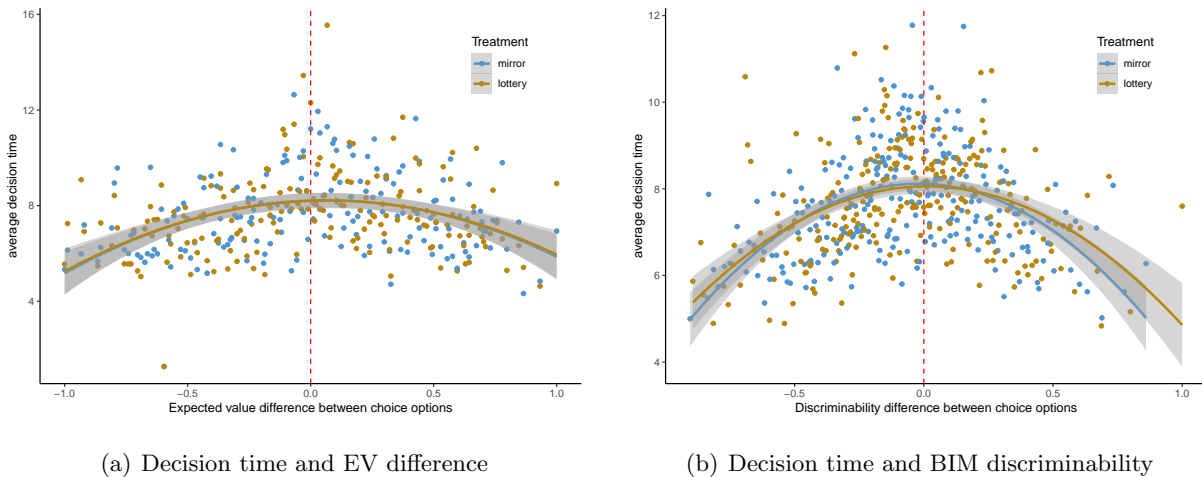 16
12
8
4
average decision time
Treatment
mirror
lottery
−1.0
−0.5
0.0
0.5
1.0
Expected value difference between choice options
(a) Decision time and EV difference
12
10
8
6
4
average decision time
Treatment
mirror
lottery
−0.5
0.0
0.5
1.0
Discriminability difference between choice options
(b) Decision time and BIM discriminability